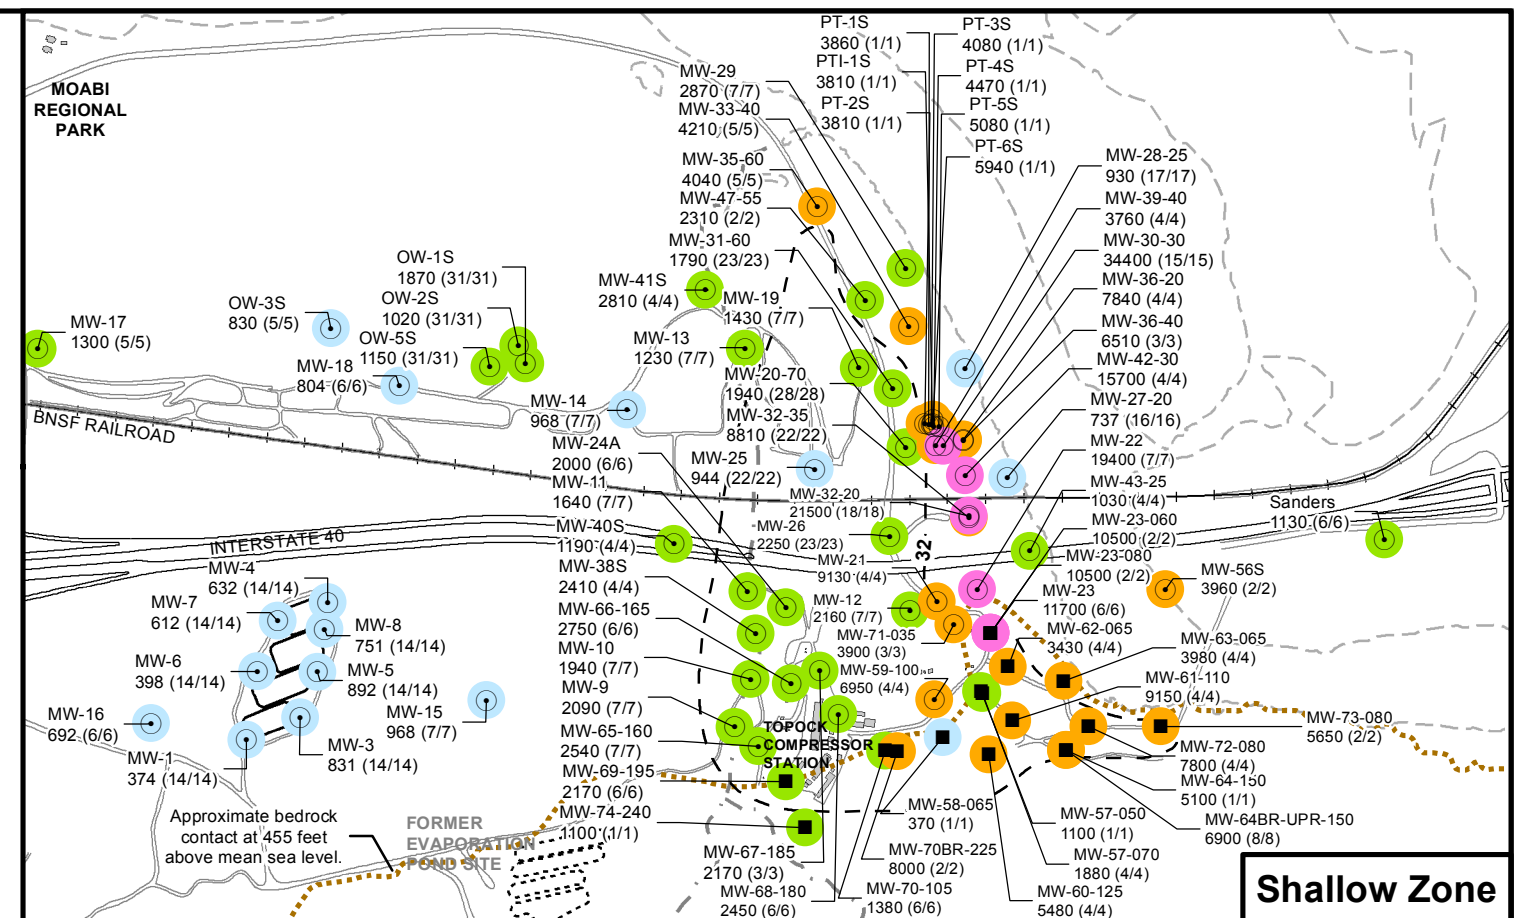 MOABI
REGIONAL
PARK
PT-1S
3860 (1/1)
PTI-1S
3810 (1/1)
PT-2S
3810 (1/1)
PT-3S
4080 (1/1)
PT-4S
4470 (1/1)
PT-5S
5080 (1/1)
PT-6S
5940 (1/1)
MW-29
2870 (7/7)
MW-33-40
4210 (5/5)
MW-35-60
4040 (5/5)
MW-47-55
2310 (2/2)
MW-31-60
1790 (23/23)
MW-28-25
930 (17/17)
MW-39-40
3760 (4/4)
MW-30-30
34400 (15/15)
MW-36-20
7840 (4/4)
MW-36-40
6510 (3/3)
MW-42-30
15700 (4/4)
MW-27-20
737 (16/16)
MW-22
19400 (7/7)
MW-43-25
1030 (4/4)
MW-23-060
10500 (2/2)
MW-23-080
10500 (2/2)
MW-23
11700 (6/6)
MW-62-065
3430 (4/4)
OW-1S
1870 (31/31)
OW-2S
1020 (31/31)
OW-5S
1150 (31/31)
OW-3S
830 (5/5)
MW-17
1300 (5/5)
MW-18
804 (6/6)
MW-41S
2810 (4/4)
MW-19
1430 (7/7)
MW-13
1230 (7/7)
MW-20-70
1940 (28/28)
MW-32-35
8810 (22/22)
MW-14
968 (7/7)
MW-24A
2000 (6/6)
MW-25
944 (22/22)
MW-11
1640 (7/7)
MW-32-20
21500 (18/18)
MW-26
2250 (23/23)
MW-40S
1190 (4/4)
MW-21
9130 (4/4)
MW-38S
2410 (4/4)
MW-12
2160 (7/7)
MW-66-165
2750 (6/6)
MW-71-035
3900 (3/3)
MW-10
1940 (7/7)
MW-59-100
6950 (4/4)
MW-9
2090 (7/7)
MW-65-160
2540 (7/7)
MW-69-195
2170 (6/6)
MW-74-240
1100 (1/1)
BNSF RAILROAD
INTERSTATE 40
32
Sanders
1130 (6/6)
MW-56S
3960 (2/2)
MW-63-065
3980 (4/4)
MW-61-110
9150 (4/4)
MW-73-080
5650 (2/2)
MW-72-080
7800 (4/4)
MW-64-150
5100 (1/1)
MW-64BR-UPR-150
6900 (8/8)
MW-4
632 (14/14)
MW-7
612 (14/14)
MW-8
751 (14/14)
MW-6
398 (14/14)
MW-5
892 (14/14)
MW-16
692 (6/6)
MW-15
968 (7/7)
MW-1
374 (14/14)
MW-3
831 (14/14)
TOPOCK
COMPRESSOR
STATION
Approximate bedrock
contact at 455 feet
above mean sea level.
FORMER
EVAPORATION
POND SITE
MW-67-185
2170 (3/3)
MW-68-180
2450 (6/6)
MW-58-065
370 (1/1)
MW-70BR-225
8000 (2/2)
MW-70-105
1380 (6/6)
MW-57-050
1100 (1/1)
MW-57-070
1880 (4/4)
MW-60-125
5480 (4/4)
Shallow Zone